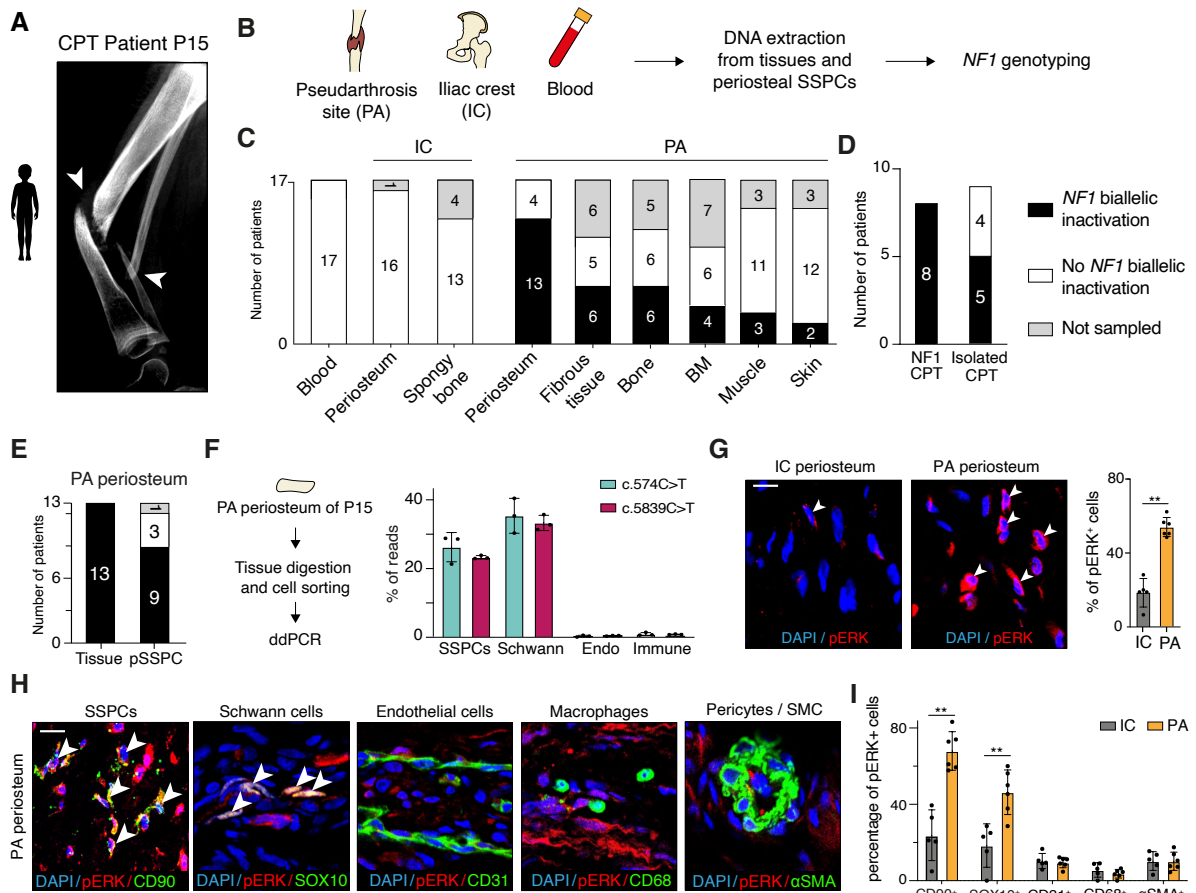 A
CPT Patient P15
B
Pseudarthrosis
site (PA)
Iliac crest
(IC)
Blood
DNA extraction
from tissues and
periosteal SSPCs
NF1 genotyping
C
IC
PA
Number of patients
17
0
17
1
16
4
13
4
13
6
5
6
5
6
6
7
6
4
3
11
3
3
12
2
Blood
Periosteum
Spongy
bone
Periosteum
Fibrous
tissue
Bone
BM
Muscle
Skin
D
Number of patients
10
5
0
8
4
5
NF1
CPT
Isolated
CPT
NF1 biallelic
inactivation
No NF1 biallelic
inactivation
Not sampled
E
PA periosteum
Number of patients
13
6
0
13
1
3
9
Tissue
pSSPC
F
PA periosteum of P15
Tissue digestion
and cell sorting
ddPCR
% of reads
40
20
0
c.574C>T
c.5839C>T
SSPCs
Schwann
Endo
Immune
G
IC periosteum
PA periosteum
DAPI / pERK
DAPI / pERK
% of pERK+ cells
80
40
0
**
IC
PA
H
PA periosteum
SSPCs
Schwann cells
Endothelial cells
Macrophages
Pericytes / SMC
DAPI/pERK/CD90
DAPI/pERK/SOX10
DAPI/pERK/CD31
DAPI/pERK/CD68
DAPI/pERK/αSMA
I
percentage of pERK+ cells
80
40
0
**
**
IC
PA